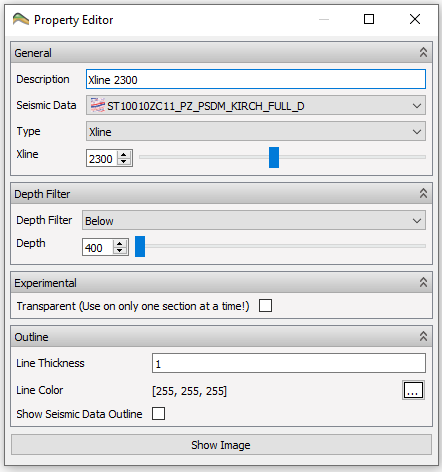 Property Editor
General
Description Xline 2300
Seismic Data ST10010ZC11_PZ_PSDM_KIRCH_FULL_D
Type Xline
Xline 2300
Depth Filter
Depth Filter Below
Depth 400
Experimental
Transparent (Use on only one section at a time!)
Outline
Line Thickness 1
Line Color [255, 255, 255] ...
Show Seismic Data Outline
Show Image